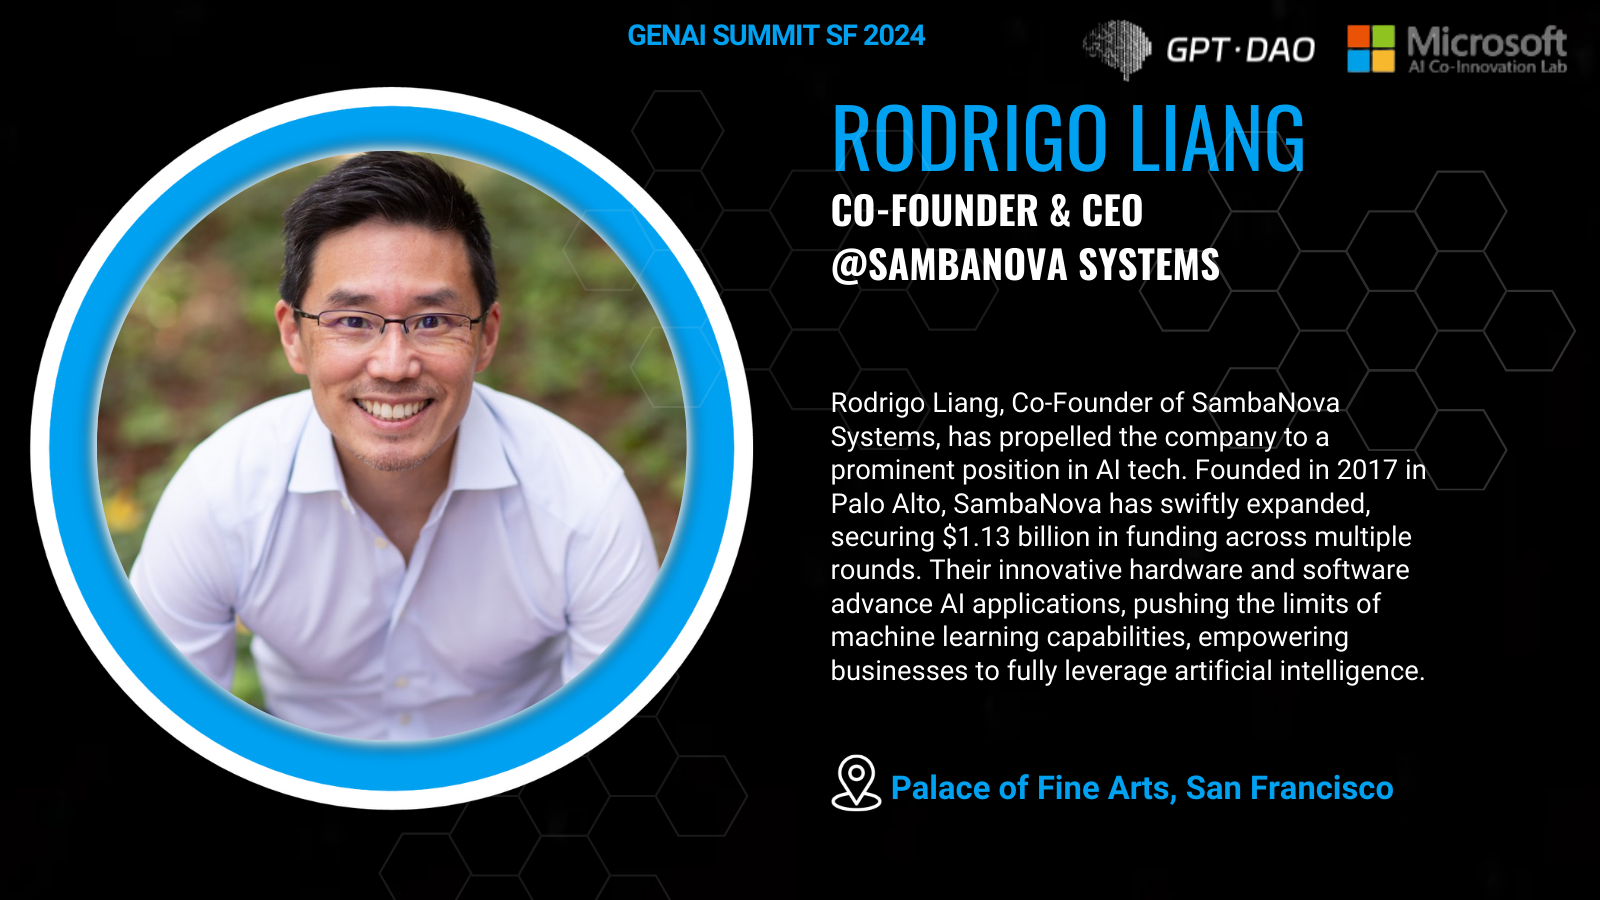 GENAI SUMMIT SF 2024
GPT·DAO
Microsoft
AI Co-Innovation Lab
RODRIGO LIANG
CO-FOUNDER & CEO
@SAMBANOVA SYSTEMS
Rodrigo Liang, Co-Founder of SambaNova
Systems, has propelled the company to a
prominent position in AI tech. Founded in 2017 in
Palo Alto, SambaNova has swiftly expanded,
securing $1.13 billion in funding across multiple
rounds. Their innovative hardware and software
advance AI applications, pushing the limits of
machine learning capabilities, empowering
businesses to fully leverage artificial intelligence.
Palace of Fine Arts, San Francisco